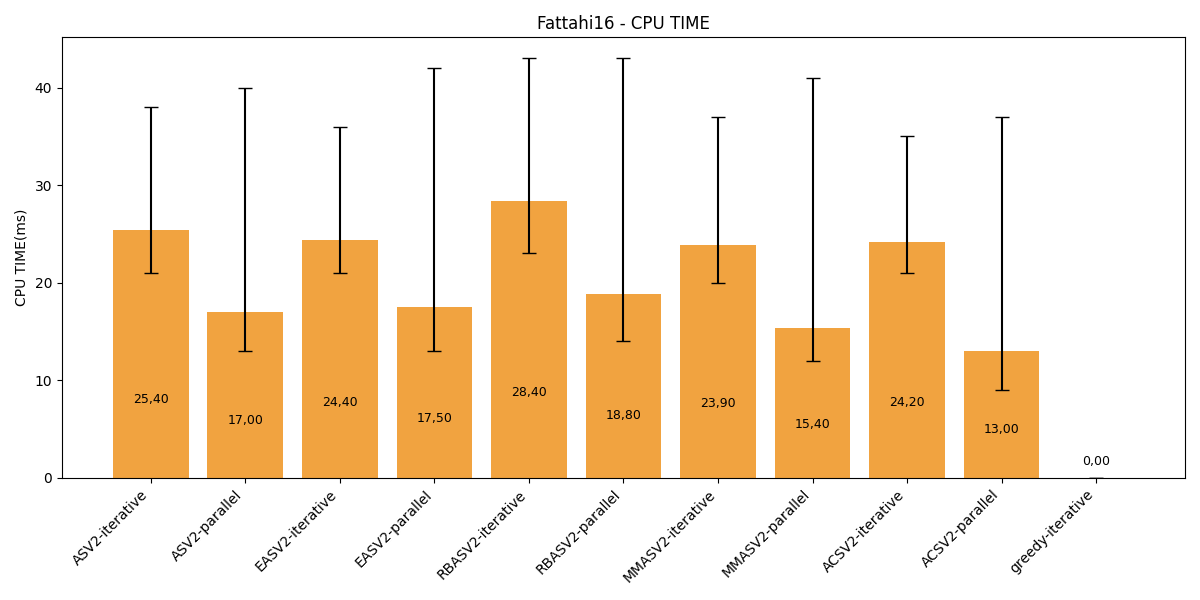 Fattahi16 - CPU TIME
CPU TIME(ms)
40
30
20
10
0
25,40
17,00
24,40
17,50
28,40
18,80
23,90
15,40
24,20
13,00
0,00
ASV2-iterative
ASV2-parallel
EASV2-iterative
EASV2-parallel
RBASV2-iterative
RBASV2-parallel
MMASV2-iterative
MMASV2-parallel
ACSV2-iterative
ACSV2-parallel
greedy-iterative